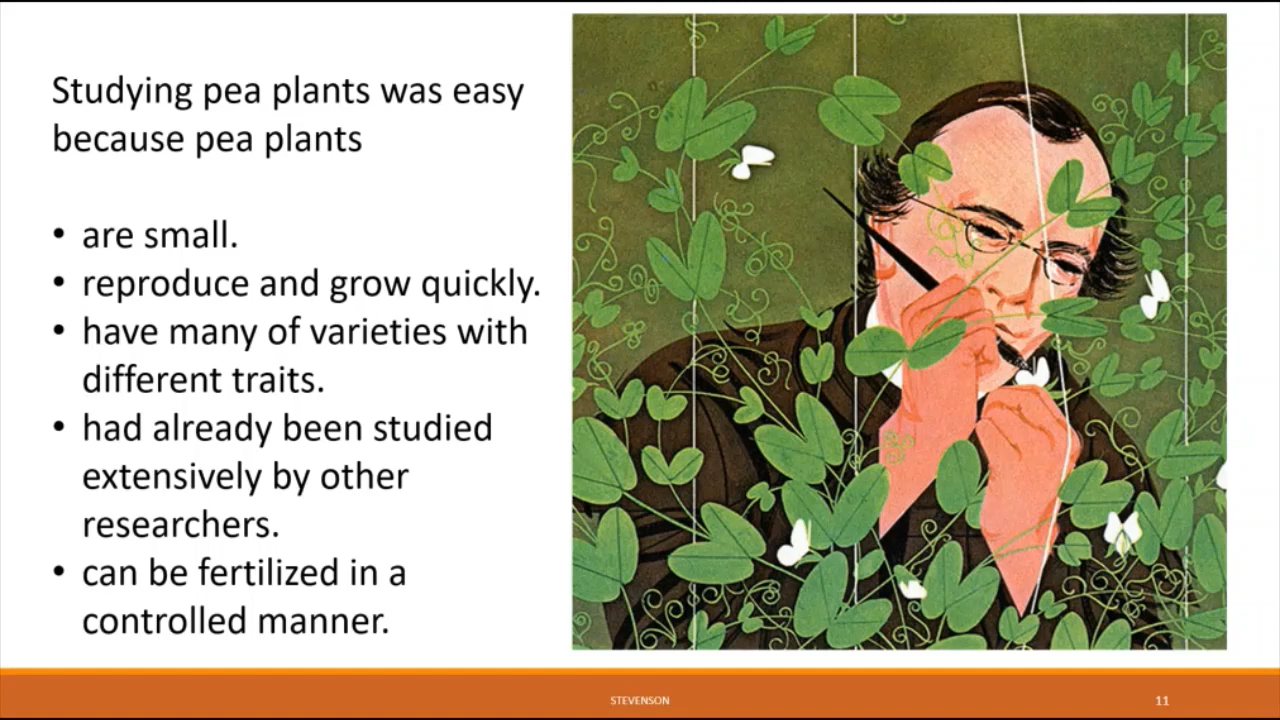 Studying pea plants was easy
because pea plants
• are small.
• reproduce and grow quickly.
• have many of varieties with
different traits.
• had already been studied
extensively by other
researchers.
• can be fertilized in a
controlled manner.
STEVENSON
11